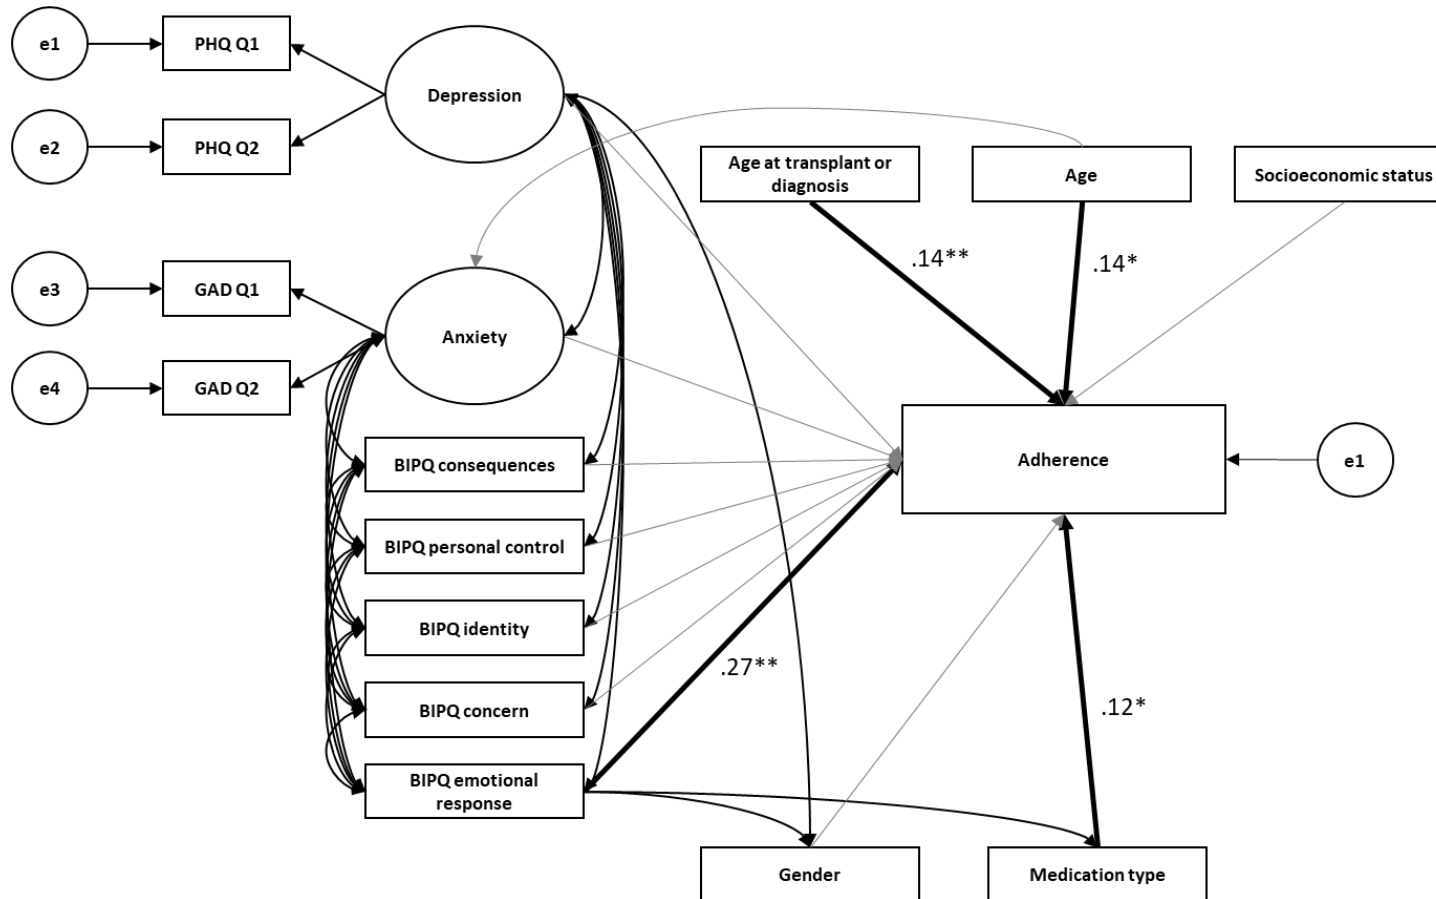 e1
PHQ Q1
Depression
e2
PHQ Q2
Age at transplant or
diagnosis
Age
Socioeconomic status
e3
GAD Q1
.14**
.14*
Anxiety
e4
GAD Q2
BIPQ consequences
Adherence
e1
BIPQ personal control
BIPQ identity
.27**
BIPQ concern
.12*
BIPQ emotional
response
Gender
Medication type